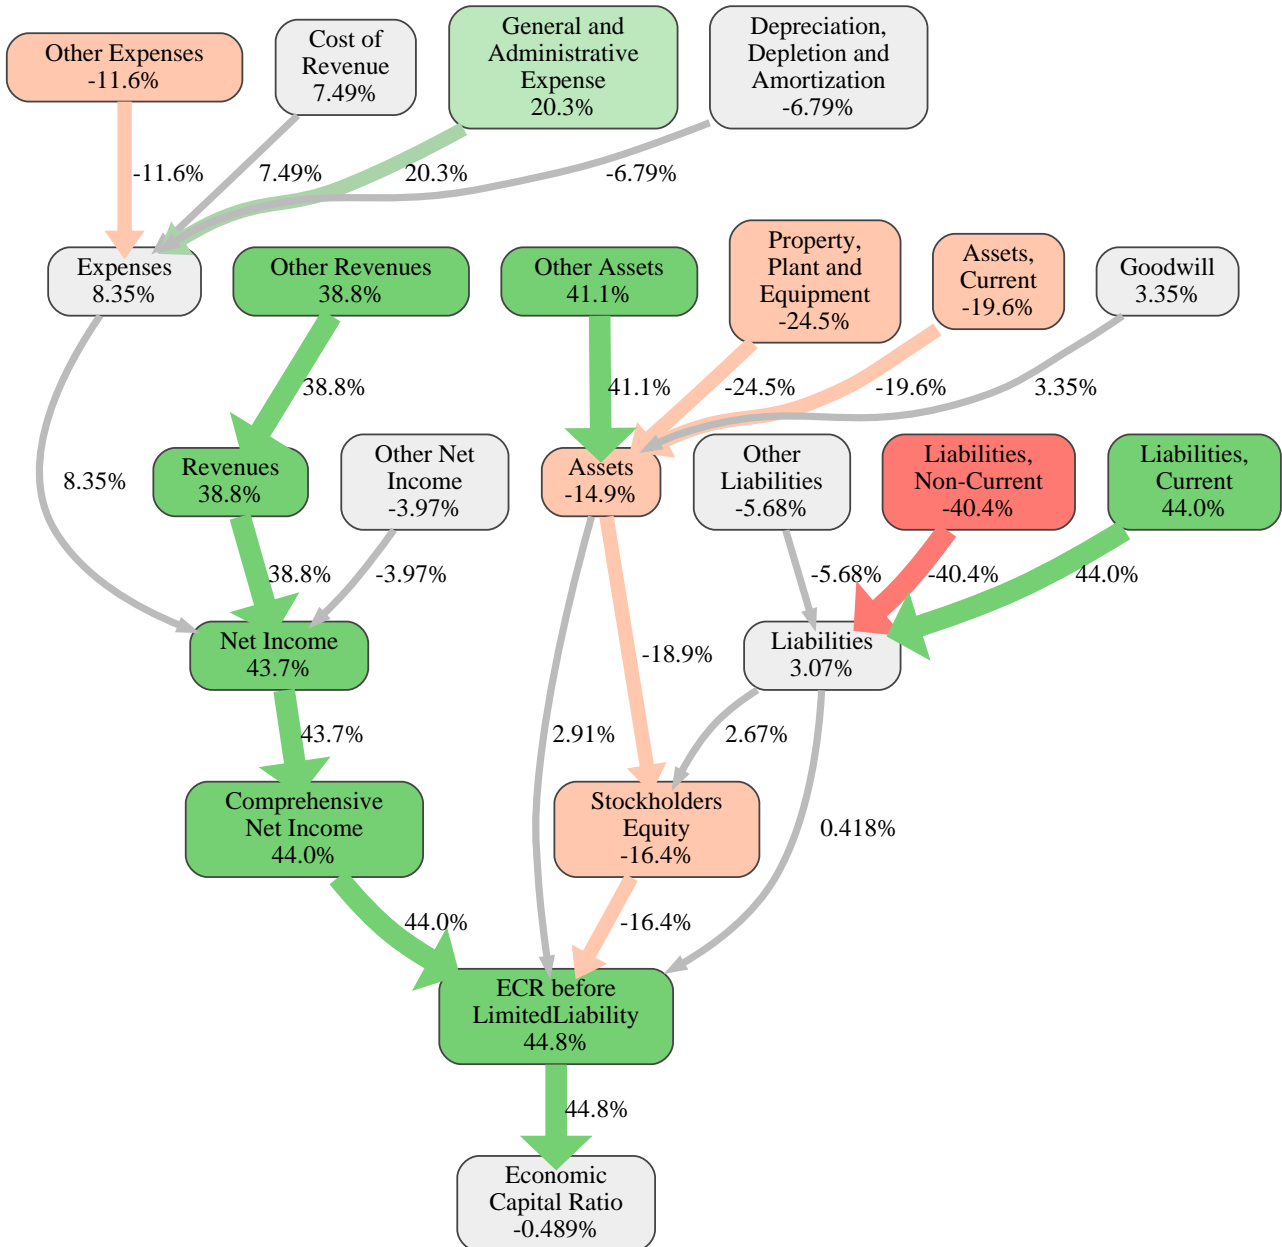 Other Expenses
-11.6%
Cost of
Revenue
7.49%
General and
Administrative
Expense
20.3%
Depreciation,
Depletion and
Amortization
-6.79%
-11.6%
7.49%
20.3%
-6.79%
Expenses
8.35%
Other Revenues
38.8%
Other Assets
41.1%
Property,
Plant and
Equipment
-24.5%
Assets,
Current
-19.6%
Goodwill
3.35%
38.8%
41.1%
-24.5%
-19.6%
3.35%
8.35%
Revenues
38.8%
Other Net
Income
-3.97%
Assets
-14.9%
Other
Liabilities
-5.68%
Liabilities,
Non-Current
-40.4%
Liabilities,
Current
44.0%
38.8%
-3.97%
-5.68%
-40.4%
44.0%
Net Income
43.7%
-18.9%
Liabilities
3.07%
43.7%
2.91%
2.67%
Comprehensive
Net Income
44.0%
Stockholders
Equity
-16.4%
0.418%
44.0%
-16.4%
ECR before
LimitedLiability
44.8%
44.8%
Economic
Capital Ratio
-0.489%